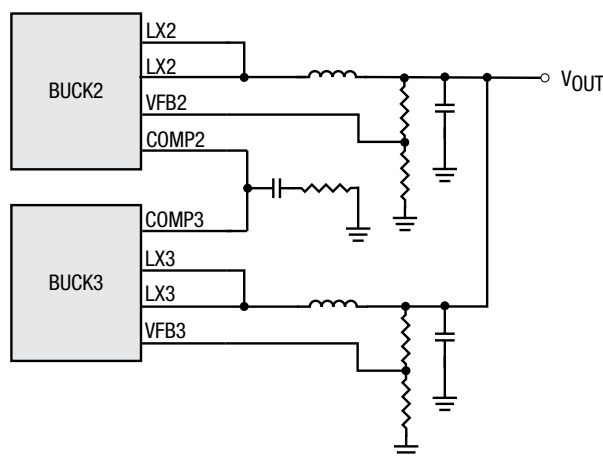 LX2
LX2
BUCK2
VFB2
COMP2
VOUT
COMP3
LX3
BUCK3
LX3
VFB3